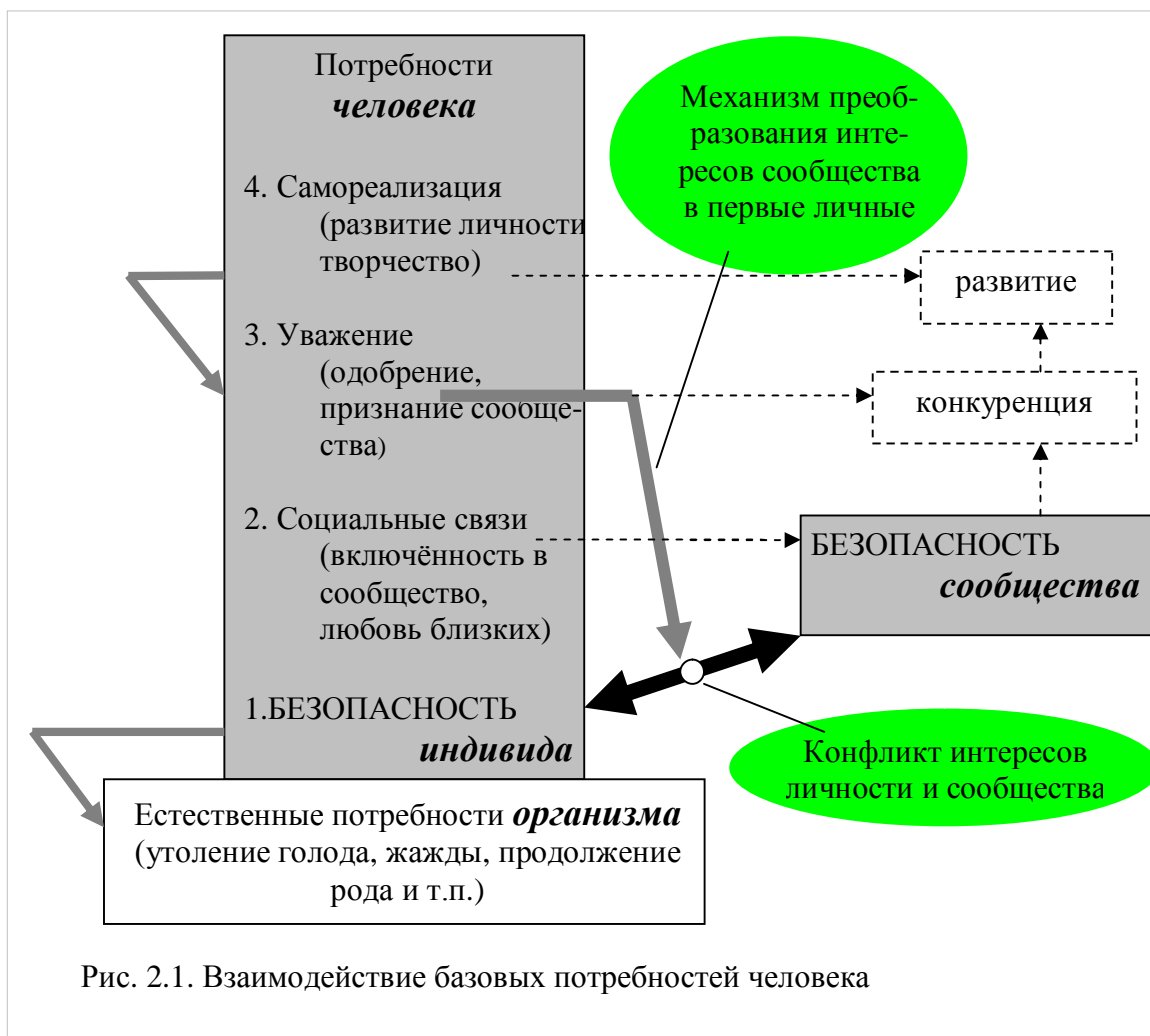 Потребности
человека
4. Самореализация
(развитие личности
творчество)
3. Уважение
(одобрение,
признание сообще-
ства)
2. Социальные связи
(включённость в
сообщество,
любовь близких)
1.БЕЗОПАСНОСТЬ
индивида
Естественные потребности организма
(утоление голода, жажды, продолжение
рода и т.п.)
Механизм преоб-
разования инте-
ресов сообщества
в первые личные
развитие
конкуренция
БЕЗОПАСНОСТЬ
сообщества
Конфликт интересов
личности и сообщества
Рис. 2.1. Взаимодействие базовых потребностей человека